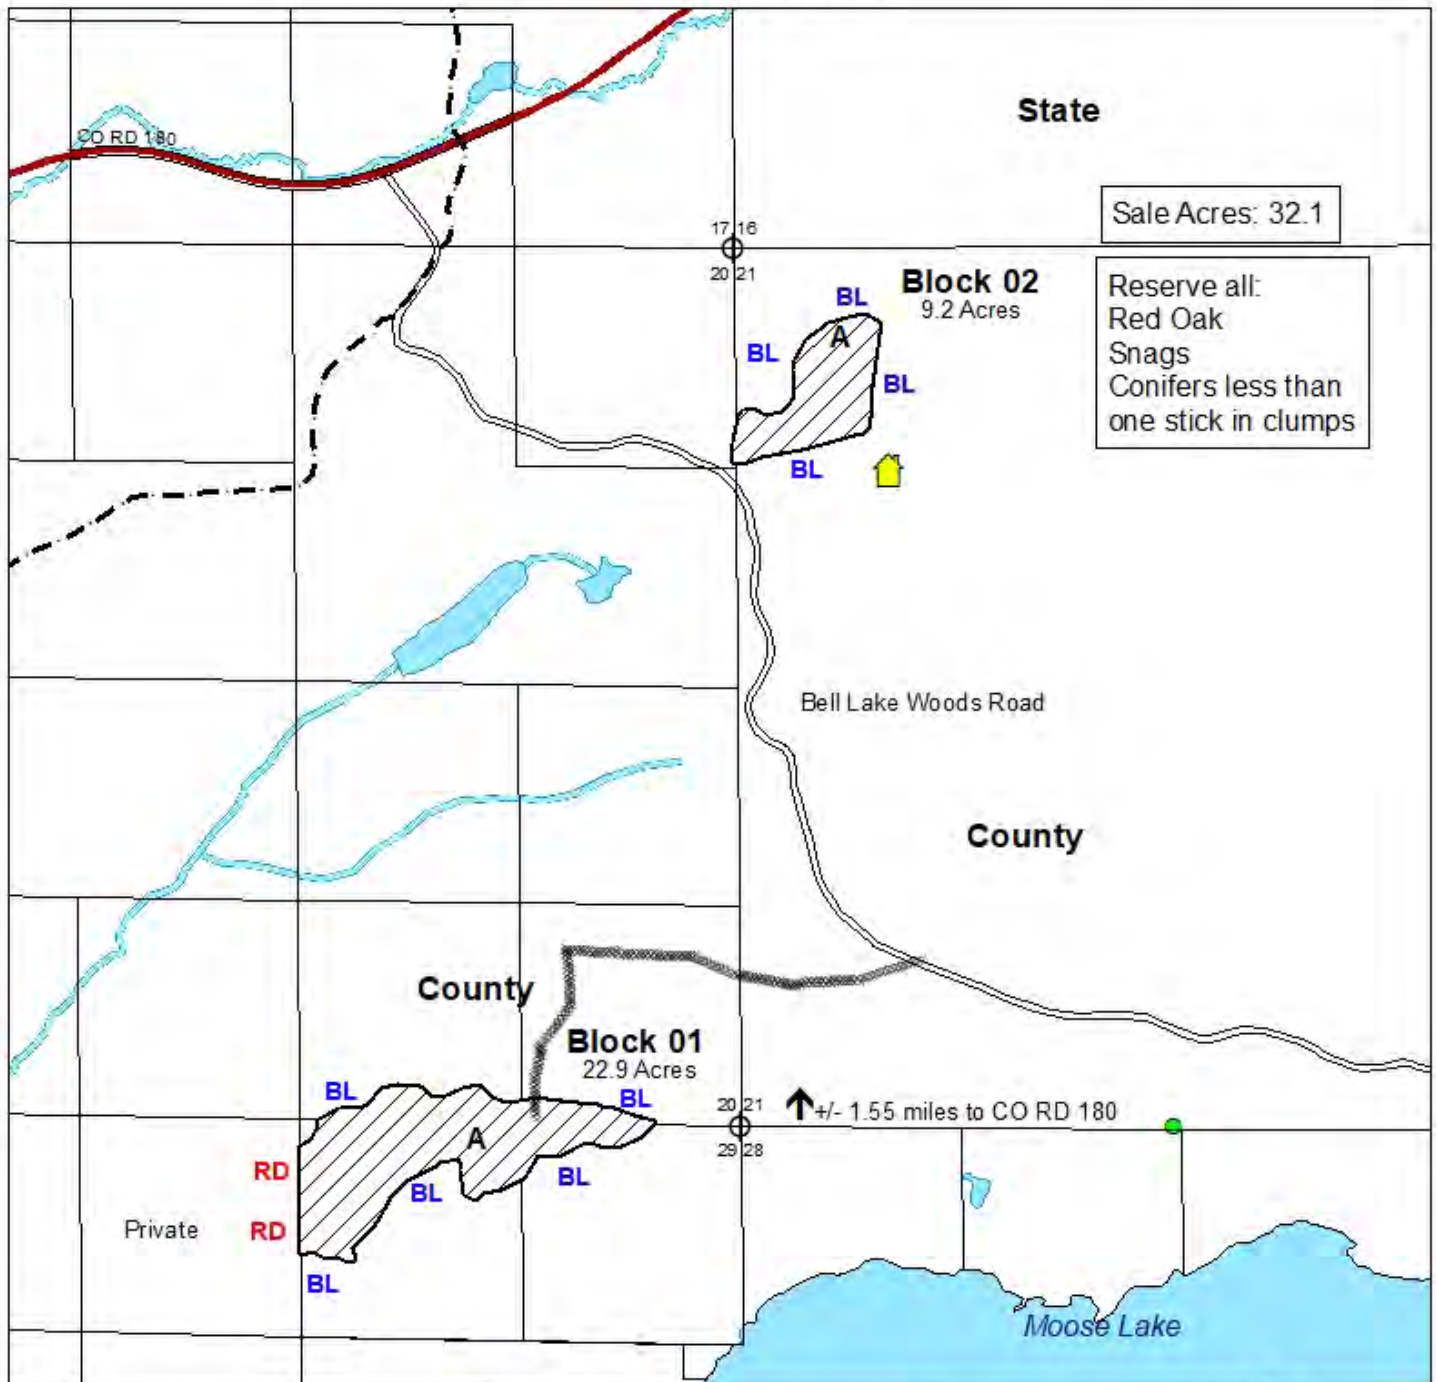 State
CO RD 180
Sale Acres: 32.1
17 16
20 21
Block 02
9.2 Acres
Reserve all:
Red Oak
Snags
Conifers less than
one stick in clumps
BL
A
BL
BL
BL
Bell Lake Woods Road
County
County
Block 01
22.9 Acres
BL
BL
20 21
+/- 1.55 miles to CO RD 180
29 28
A
RD
BL
BL
Private
RD
BL
Moose Lake